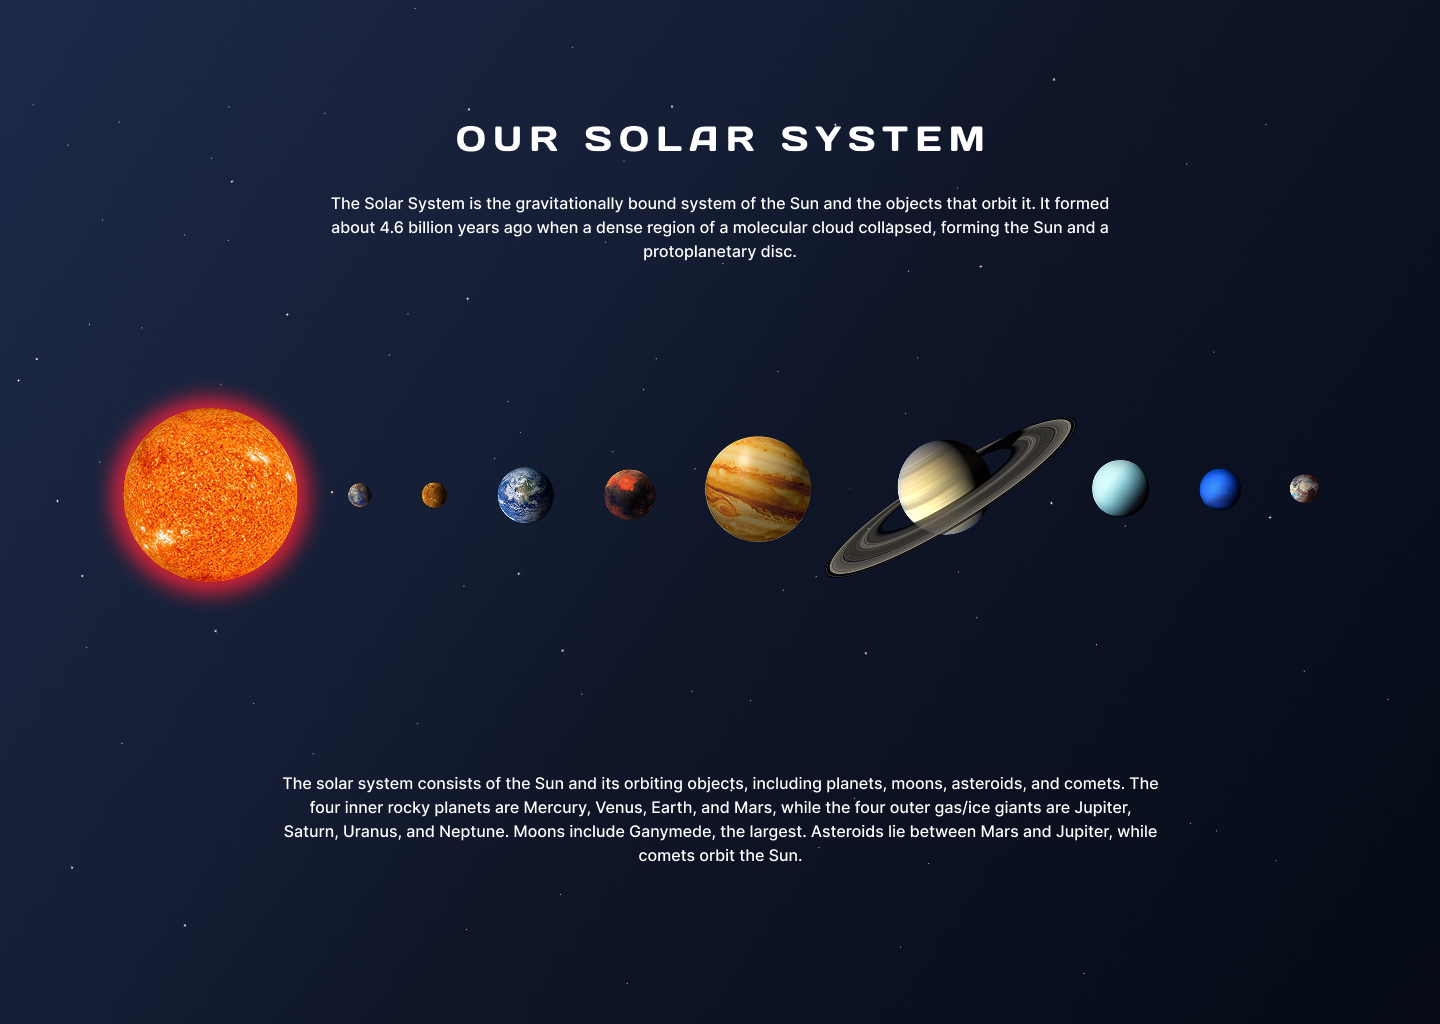 OUR SOLAR SYSTEM
The Solar System is the gravitationally bound system of the Sun and the objects that orbit it. It formed
about 4.6 billion years ago when a dense region of a molecular cloud collapsed, forming the Sun and a
protoplanetary disc.
The solar system consists of the Sun and its orbiting objects, including planets, moons, asteroids, and comets. The
four inner rocky planets are Mercury, Venus, Earth, and Mars, while the four outer gas/ice giants are Jupiter,
Saturn, Uranus, and Neptune. Moons include Ganymede, the largest. Asteroids lie between Mars and Jupiter, while
comets orbit the Sun.